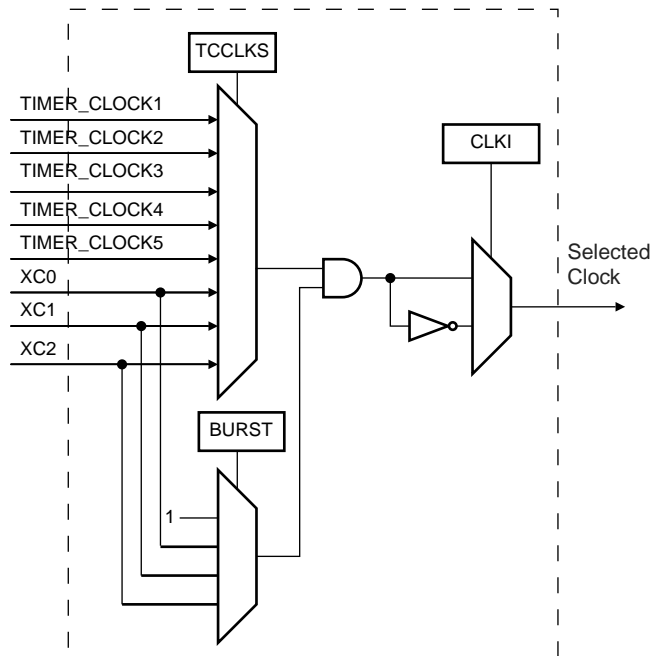 TCCLKS
TIMER_CLOCK1
TIMER_CLOCK2
TIMER_CLOCK3
TIMER_CLOCK4
TIMER_CLOCK5
XC0
XC1
XC2
CLKI
Selected
Clock
BURST
1